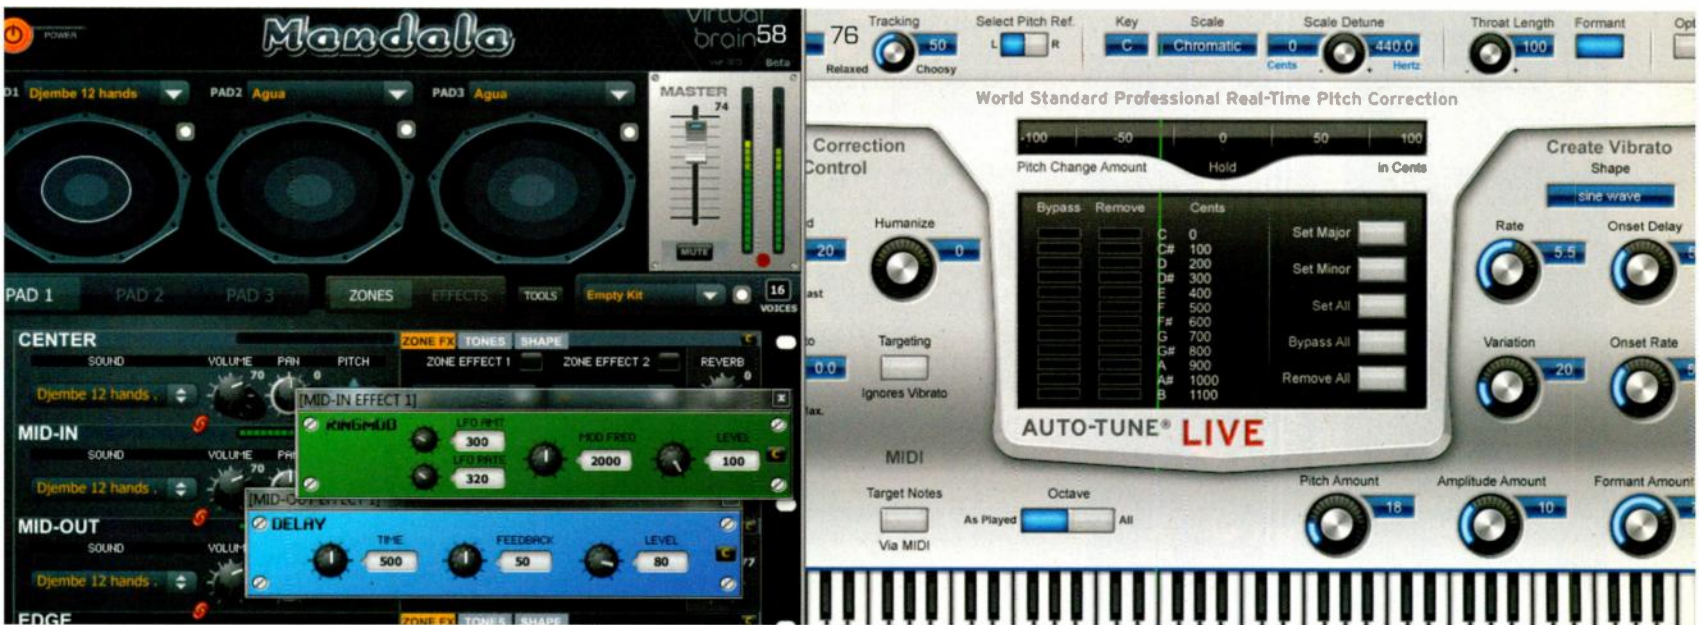 POWER
Mandala
virtual
brain
58
Beta
Djembe 12 hands
PAD2 Agua
PAD3 Agua
MASTER
74
MUTE
PAD 1
PAD 2
PAD 3
ZONES
EFFECTS
TOOLS
Empty Kit
16
VOICES
CENTER
SOUND
VOLUME
PAN
PITCH
70
0
Djembe 12 hands .
ZONE FX
TONES
SHAPE
C
ZONE EFFECT 1
ZONE EFFECT 2
REVERB
0
[MID-IN EFFECT 1]
x
RINGMOD
LFO AMT
300
LFO RATE
320
MOD FREQ
2000
LEVEL
100
C
MID-IN
SOUND
VOLUME
70
Djembe 12 hands .
DELAY
TIME
500
FEEDBACK
50
LEVEL
80
C
MID-OUT
SOUND
Djembe 12 hands .
EDGE
ZONE FX
TONES
SHAPE
76
Tracking
50
Relaxed
Choosy
Select Pitch Ref.
L
R
Key
C
Scale
Chromatic
Scale Detune
0
440.0
Cents
- +
Hertz
Throat Length
100
- +
Formant
World Standard Professional Real-Time Pitch Correction
-100 -50 0 50 100
Pitch Change Amount
Hold
in Cents
Correction
Control
20
Humanize
0
0.0
Targeting
Ignores Vibrato
Bypass
Remove
Cents
C 0
C# 100
D 200
D# 300
E 400
F 500
F# 600
G 700
G# 800
A 900
A# 1000
B 1100
Set Major
Set Minor
Set All
Bypass All
Remove All
AUTO-TUNE® LIVE
Create Vibrato
Shape
sine wave
Rate
5.5
Onset Delay
Variation
20
Onset Rate
MIDI
Target Notes
Via MIDI
Octave
As Played
All
Pitch Amount
18
Amplitude Amount
10
Formant Amount